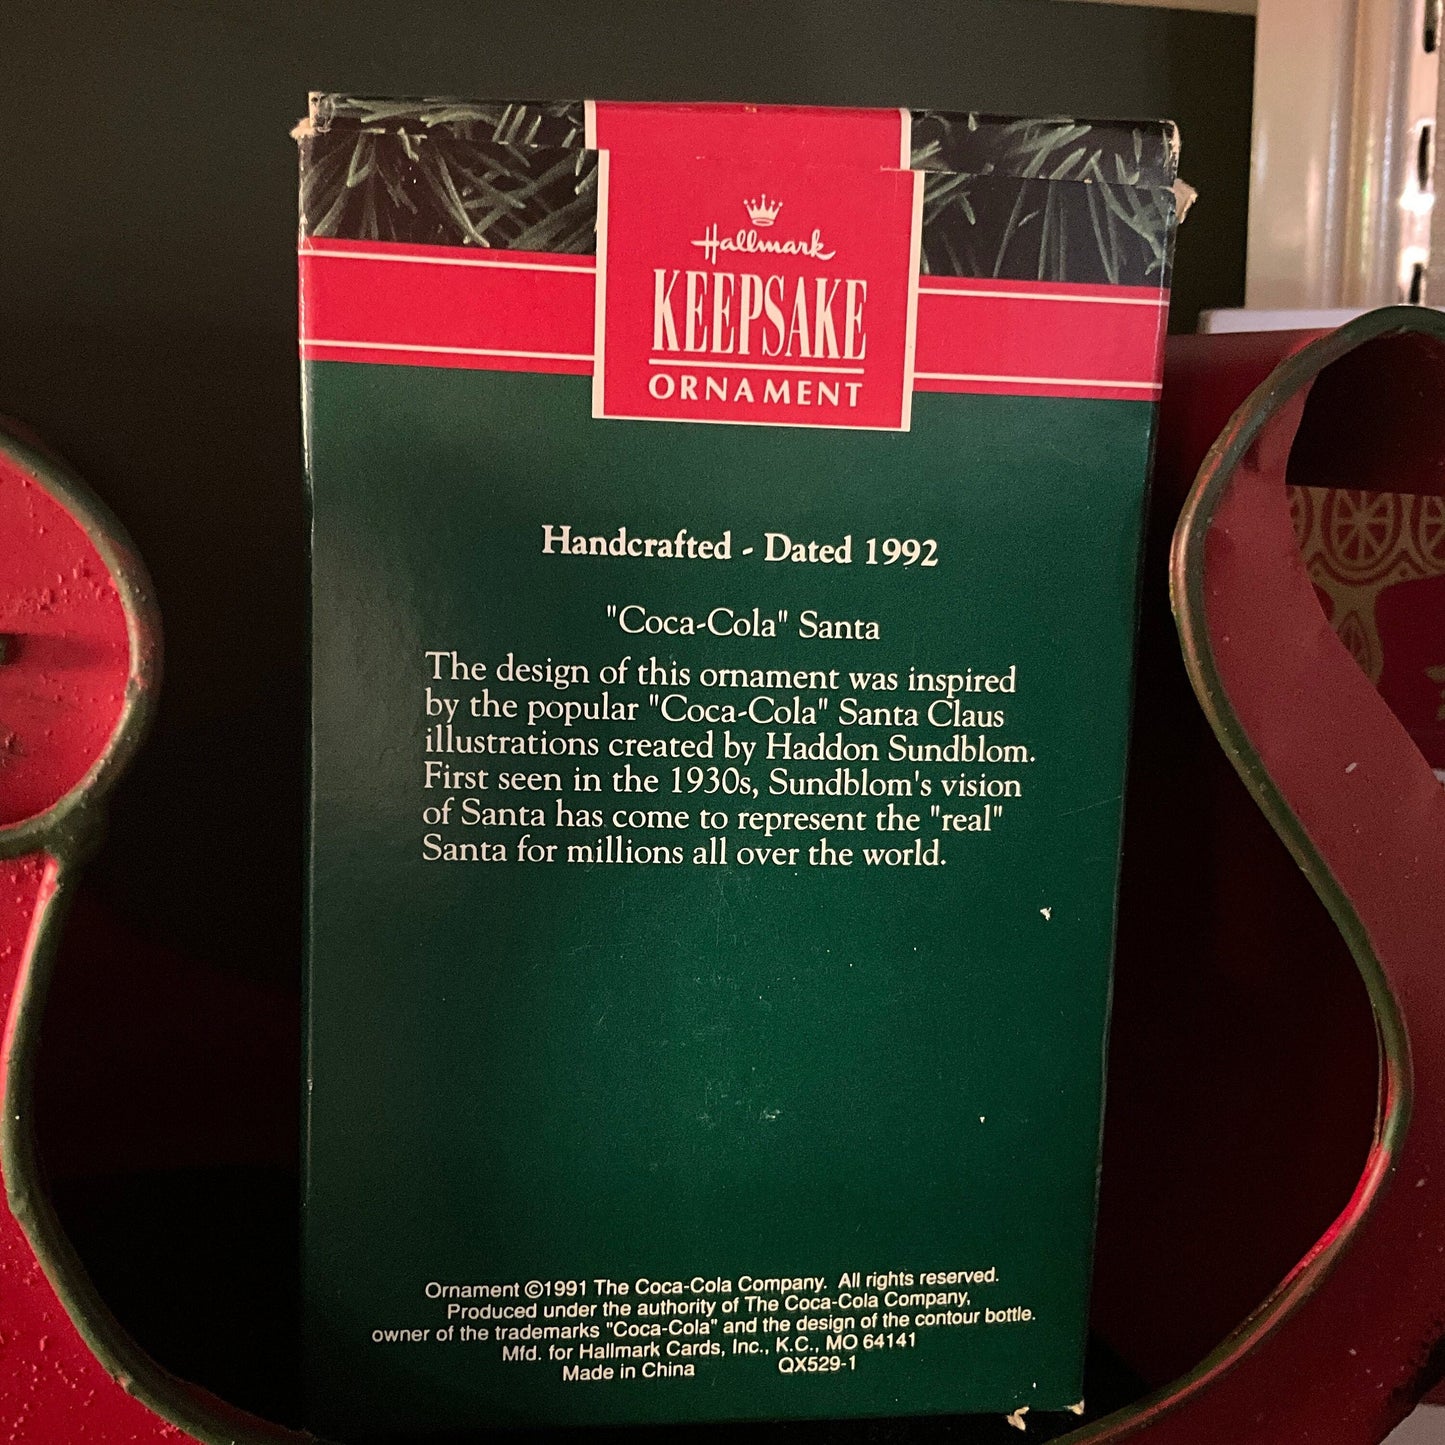 Hallmark
KEEPSAKE
ORNAMENT
Handcrafted - Dated 1992
"Coca-Cola" Santa
The design of this ornament was inspired
by the popular "Coca-Cola" Santa Claus
illustrations created by Haddon Sundblom.
First seen in the 1930s, Sundblom's vision
of Santa has come to represent the "real"
Santa for millions all over the world.
Ornament ©1991 The Coca-Cola Company. All rights reserved.
Produced under the authority of The Coca-Cola Company,
owner of the trademarks "Coca-Cola" and the design of the contour bottle.
Mfd. for Hallmark Cards, Inc., K.C., MO 64141
Made in China QX529-1